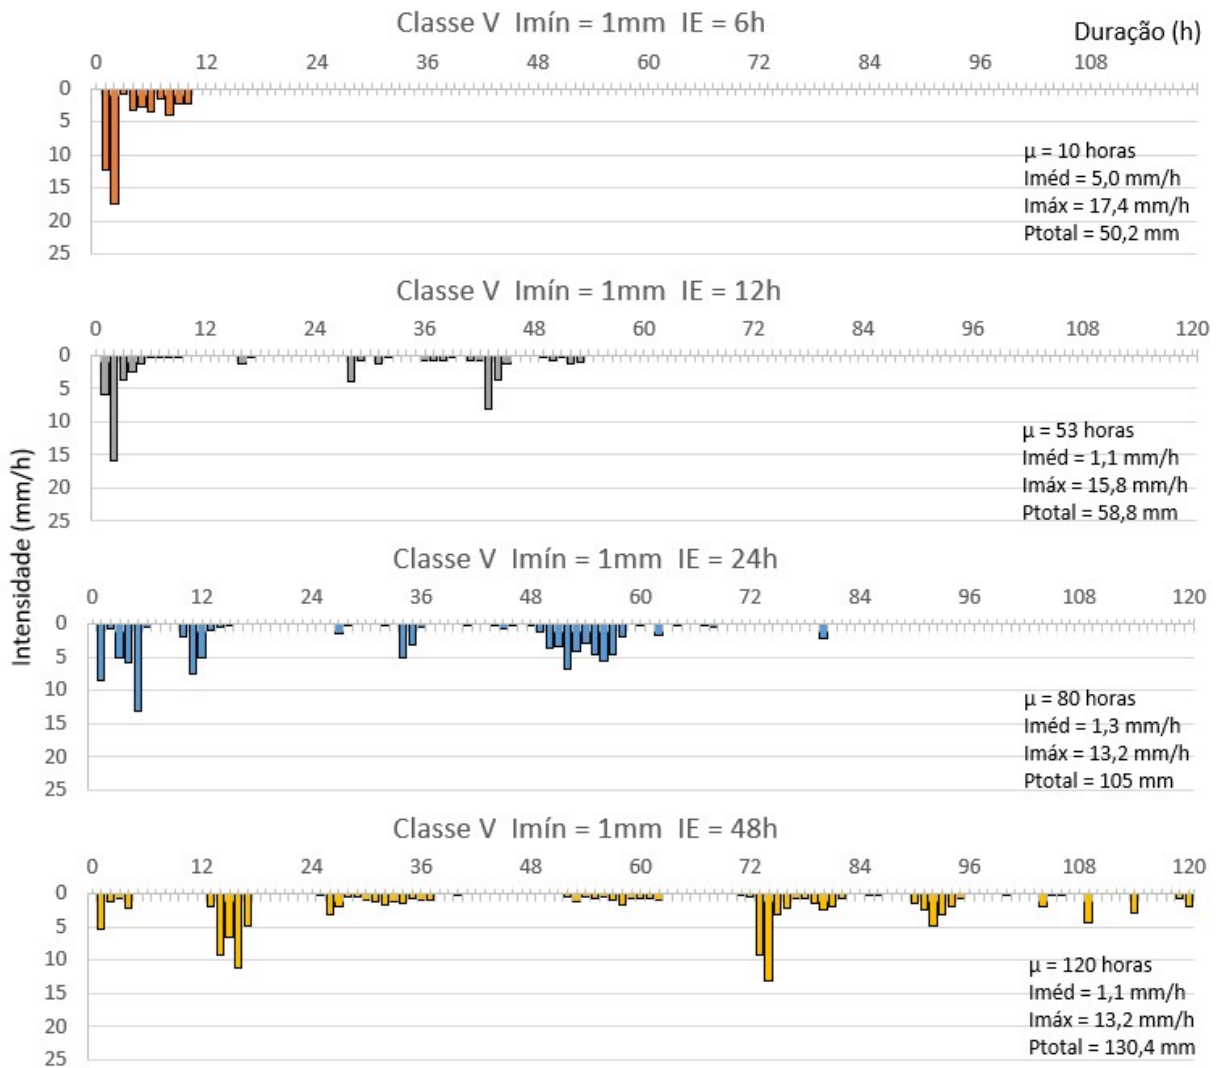 Classe V Imín = 1mm IE = 6h
Duração (h)
0 12 24 36 48 60 72 84 96 108
0
5
10
15
20
25
µ = 10 horas
Iméd = 5,0 mm/h
Imáx = 17,4 mm/h
Ptotal = 50,2 mm
Classe V Imín = 1mm IE = 12h
0 12 24 36 48 60 72 84 96 108 120
0
5
10
15
20
25
µ = 53 horas
Iméd = 1,1 mm/h
Imáx = 15,8 mm/h
Ptotal = 58,8 mm
Intensidade (mm/h)
Classe V Imín = 1mm IE = 24h
0 12 24 36 48 60 72 84 96 108 120
0
5
10
15
20
25
µ = 80 horas
Iméd = 1,3 mm/h
Imáx = 13,2 mm/h
Ptotal = 105 mm
Classe V Imín = 1mm IE = 48h
0 12 24 36 48 60 72 84 96 108 120
0
5
10
15
20
25
µ = 120 horas
Iméd = 1,1 mm/h
Imáx = 13,2 mm/h
Ptotal = 130,4 mm